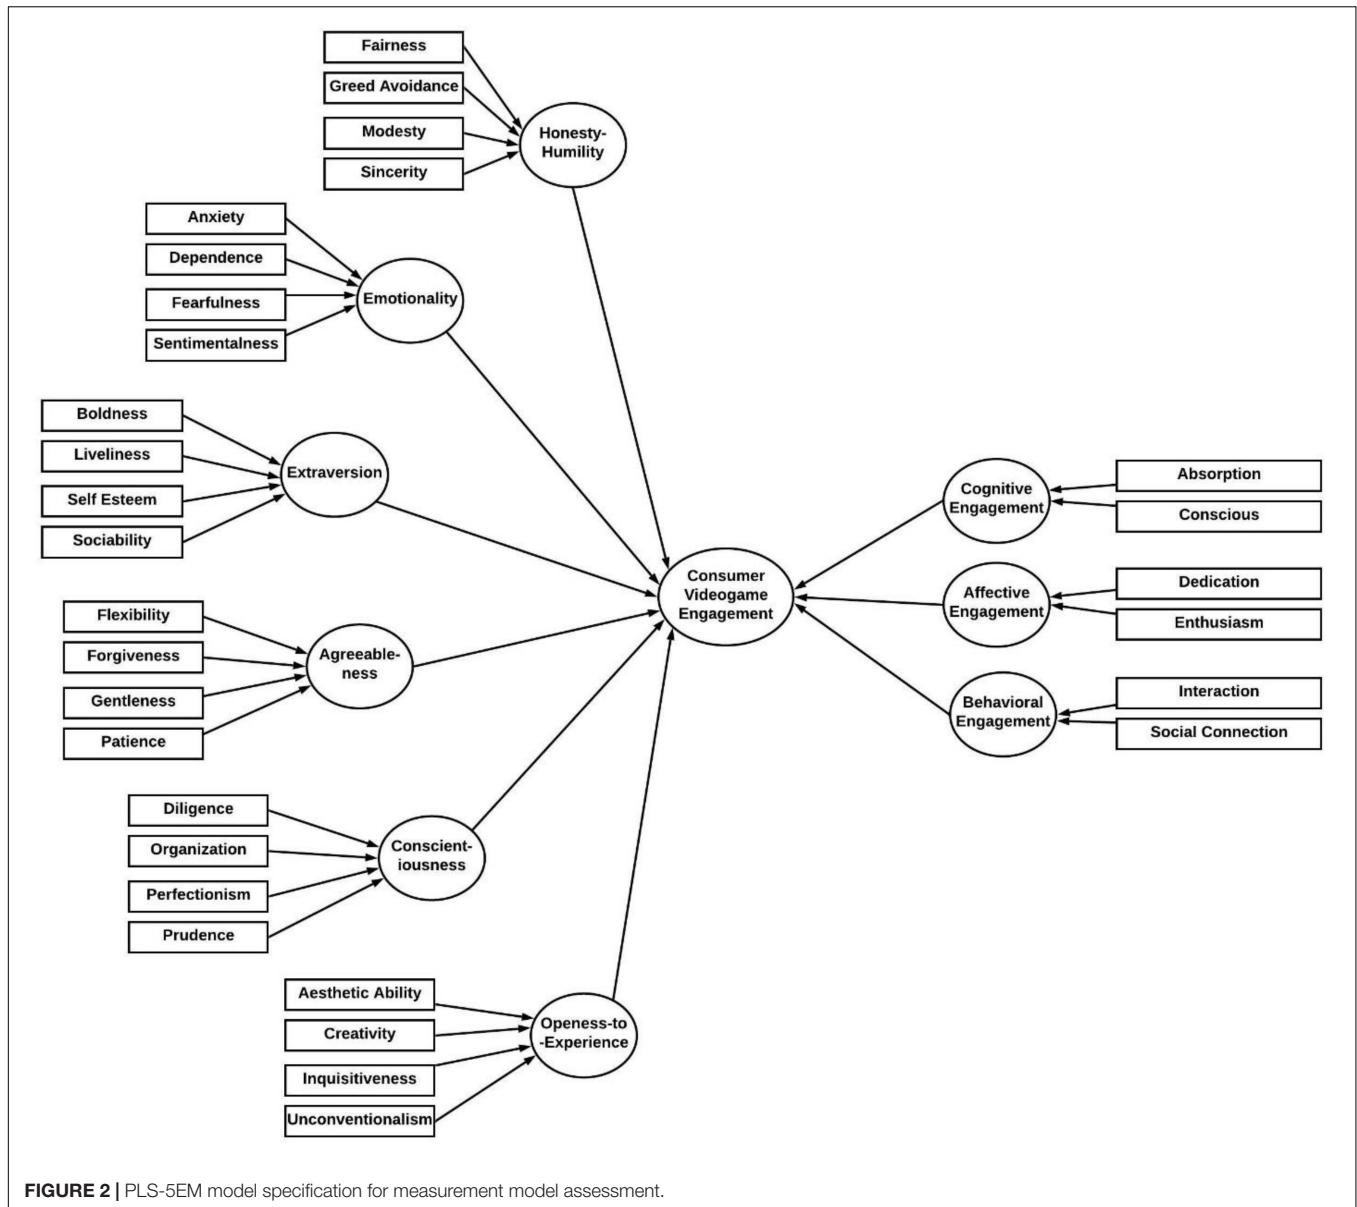 Fairness
Greed Avoidance
Modesty
Sincerity
Honesty-
Humility
Anxiety
Dependence
Fearfulness
Sentimentalness
Emotionality
Boldness
Liveliness
Self Esteem
Sociability
Extraversion
Flexibility
Forgiveness
Gentleness
Patience
Agreeable-
ness
Diligence
Organization
Perfectionism
Prudence
Conscient-
iousness
Aesthetic Ability
Creativity
Inquisitiveness
Unconventionalism
Openess-to
-Experience
Consumer
Videogame
Engagement
Cognitive
Engagement
Absorption
Conscious
Affective
Engagement
Dedication
Enthusiasm
Behavioral
Engagement
Interaction
Social Connection
FIGURE 2 | PLS-5EM model specification for measurement model assessment.